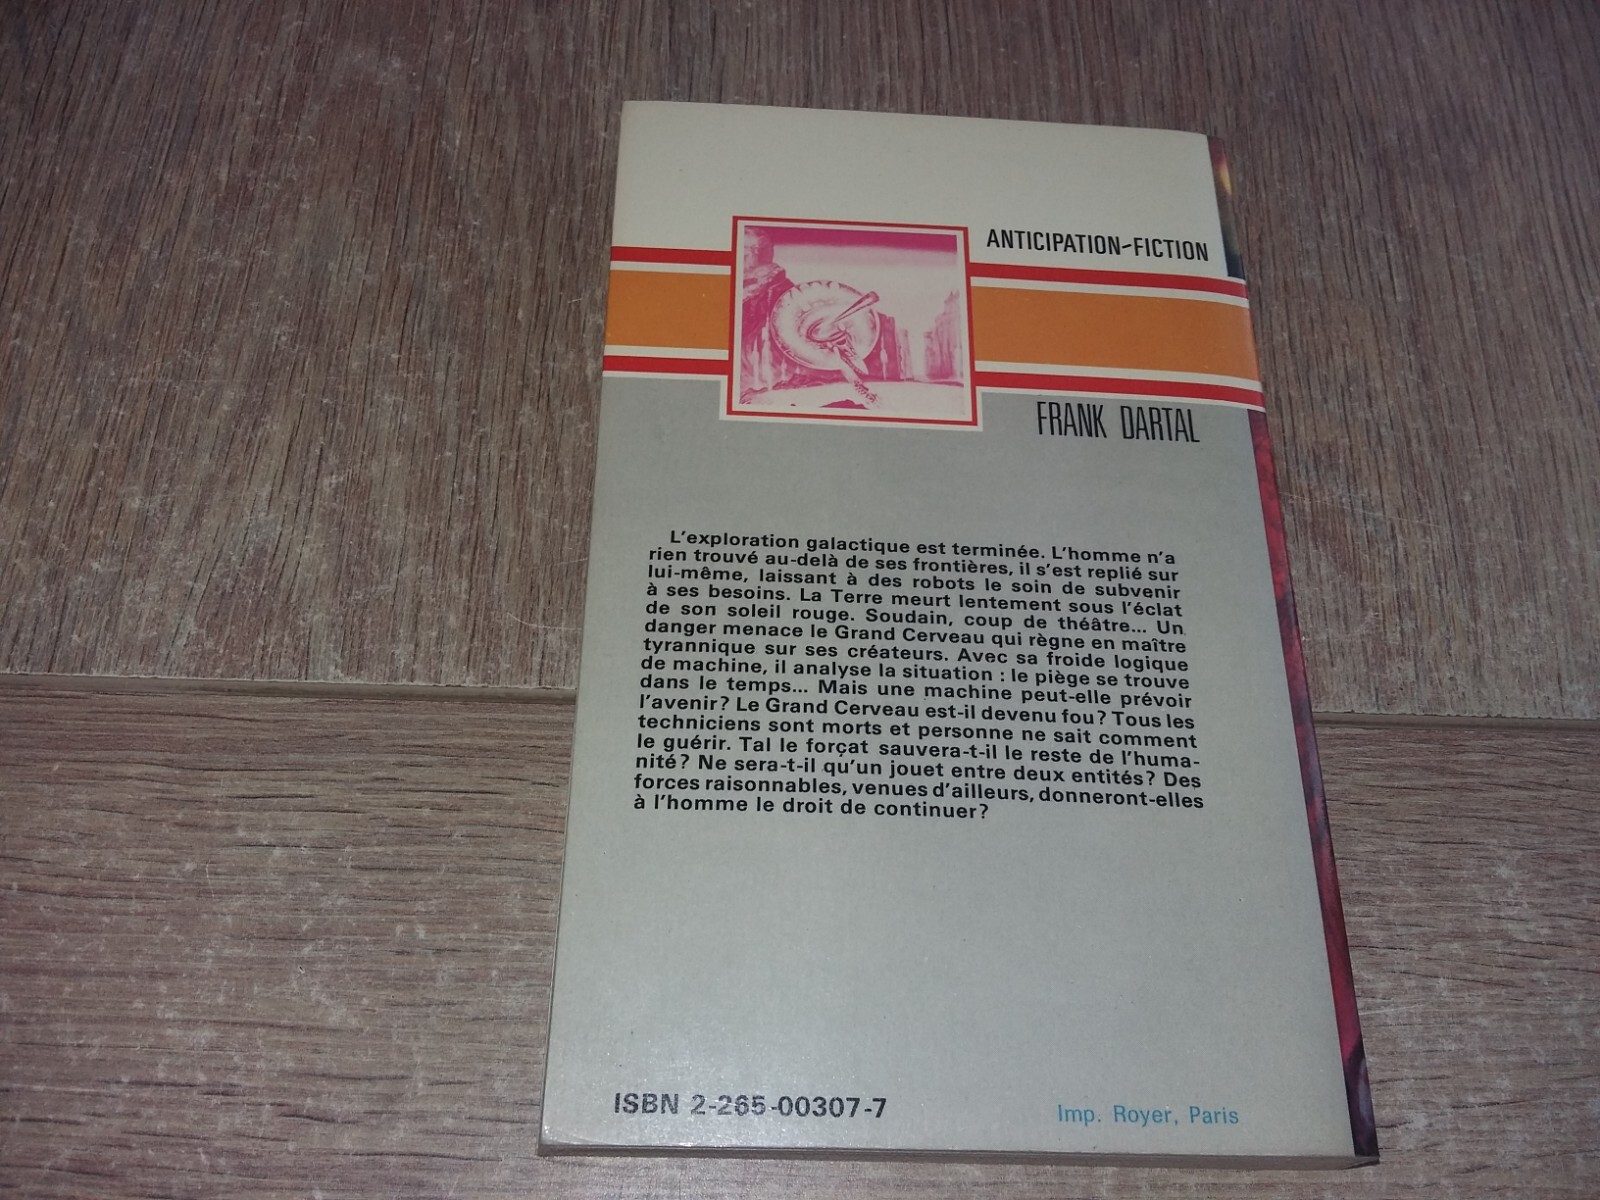 ANTICIPATION-FICTION
FRANK DARTAL
L'exploration galactique est terminée. L'homme n'a
rien trouvé au-delà de ses frontières, il s'est replié sur
lui-même, laissant à des robots le soin de subvenir
à ses besoins. La Terre meurt lentement sous l'éclat
de son soleil rouge. Soudain, coup de théâtre... Un
danger menace le Grand Cerveau qui règne en maître
tyrannique sur ses créateurs. Avec sa froide logique
de machine, il analyse la situation : le piège se trouve
dans le temps... Mais une machine peut-elle prévoir
l'avenir? Le Grand Cerveau est-il devenu fou? Tous les
techniciens sont morts et personne ne sait comment
le guérir. Tal le forçat sauvera-t-il le reste de l'huma-
nité? Ne sera-t-il qu'un jouet entre deux entités? Des
forces raisonnables, venues d'ailleurs, donneront-elles
à l'homme le droit de continuer?
ISBN 2-265-00307-7
Imp. Royer, Paris